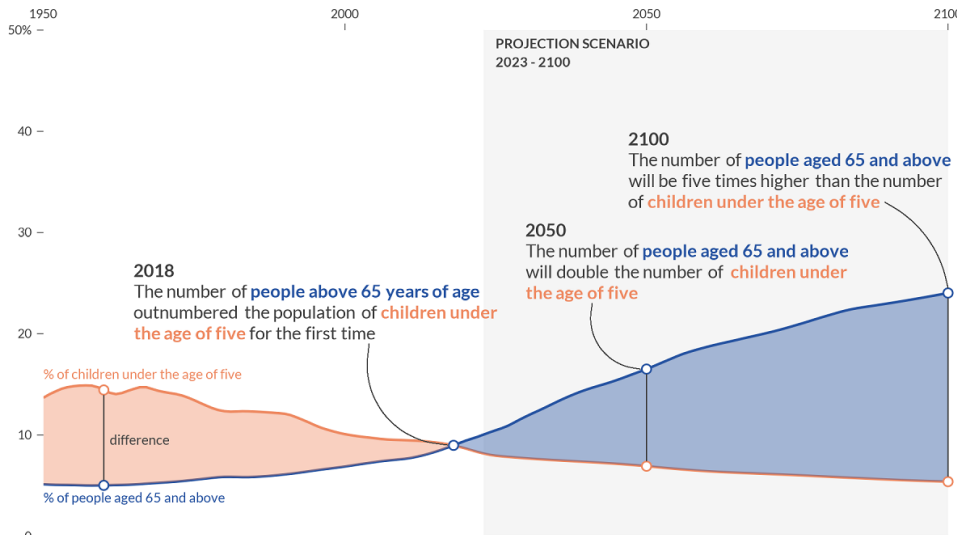 1950 2000 2050 2100
50%
PROJECTION SCENARIO
2023 - 2100
40
2100
The number of people aged 65 and above
will be five times higher than the number
of children under the age of five
30
2050
The number of people aged 65 and above
will double the number of children under
the age of five
2018
The number of people above 65 years of age
outnumbered the population of children under
the age of five for the first time
20
% of children under the age of five
10
difference
% of people aged 65 and above
0